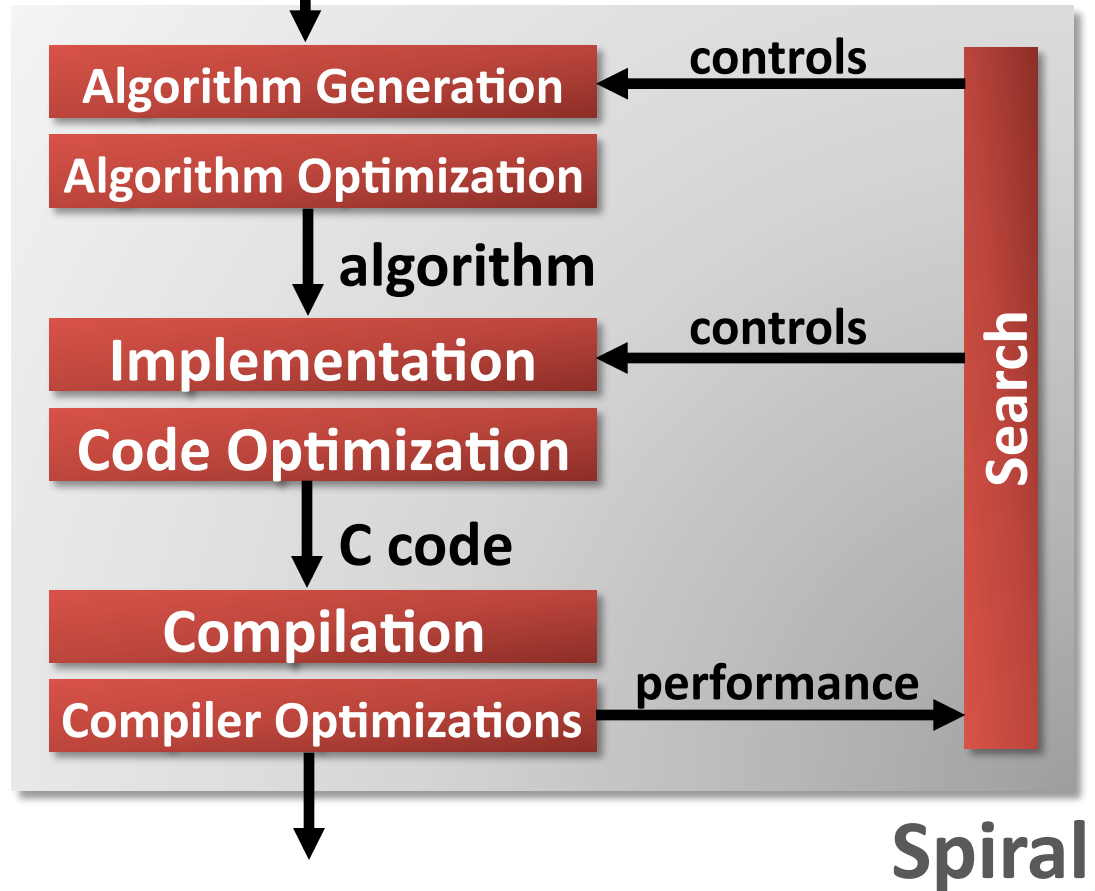 Algorithm Generation
controls
Algorithm Optimization
algorithm
Implementation
controls
Code Optimization
Search
C code
Compilation
Compiler Optimizations
performance
Spiral